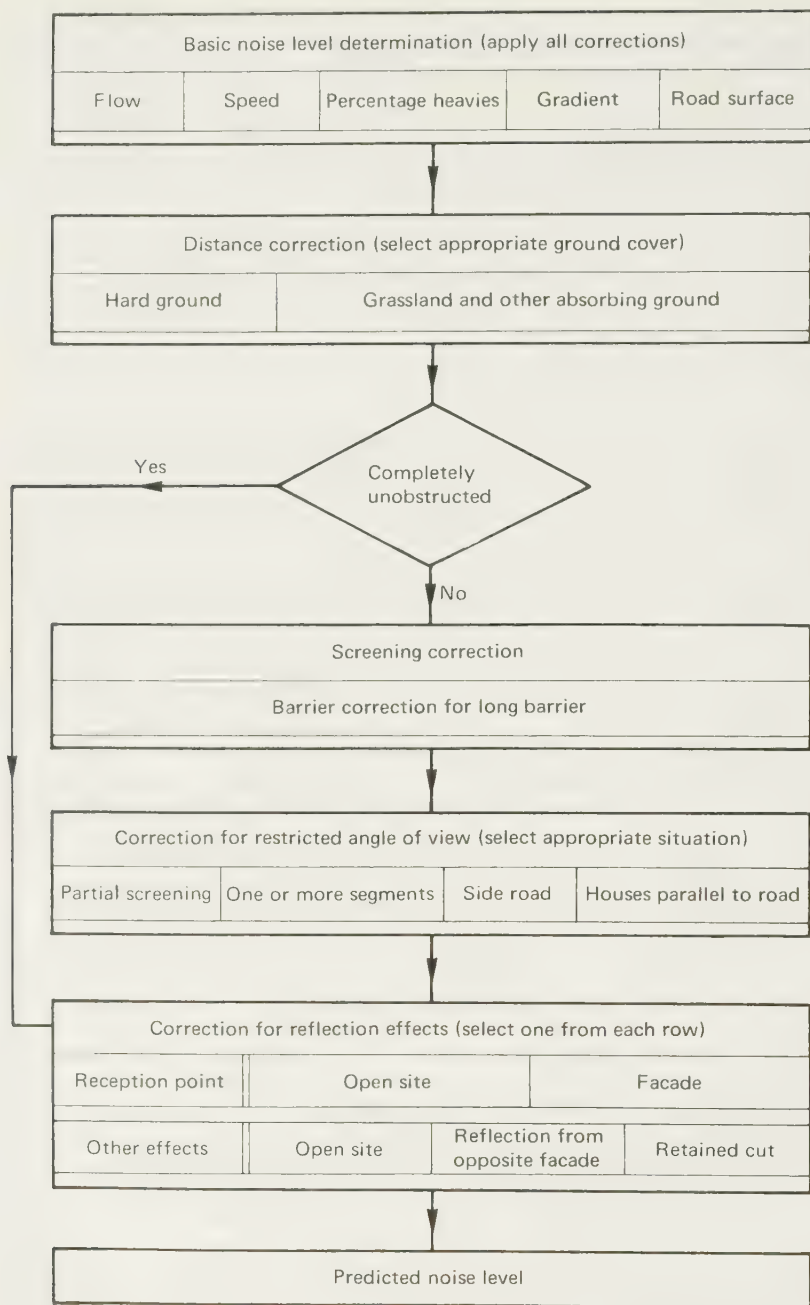 Basic noise level determination (apply all corrections)
Flow
Speed
Percentage heavies
Gradient
Road surface
Distance correction (select appropriate ground cover)
Hard ground
Grassland and other absorbing ground
Completely
unobstructed
Yes
No
Screening correction
Barrier correction for long barrier
Correction for restricted angle of view (select appropriate situation)
Partial screening
One or more segments
Side road
Houses parallel to road
Correction for reflection effects (select one from each row)
Reception point
Open site
Facade
Other effects
Open site
Reflection from
opposite facade
Retained cut
Predicted noise level